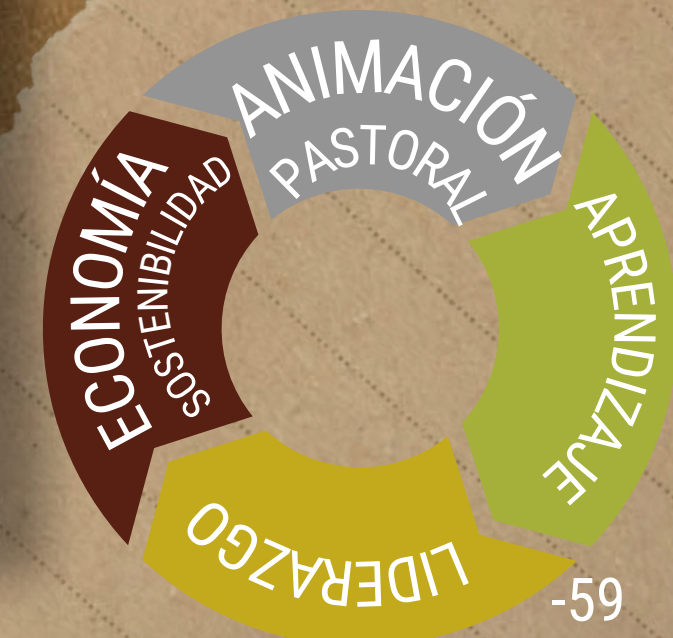 ANIMACIÓN
PASTORAL
APRENDIZAJE
LIDERAZGO
ECONOMÍA
SOSTENIBILIDAD
-59